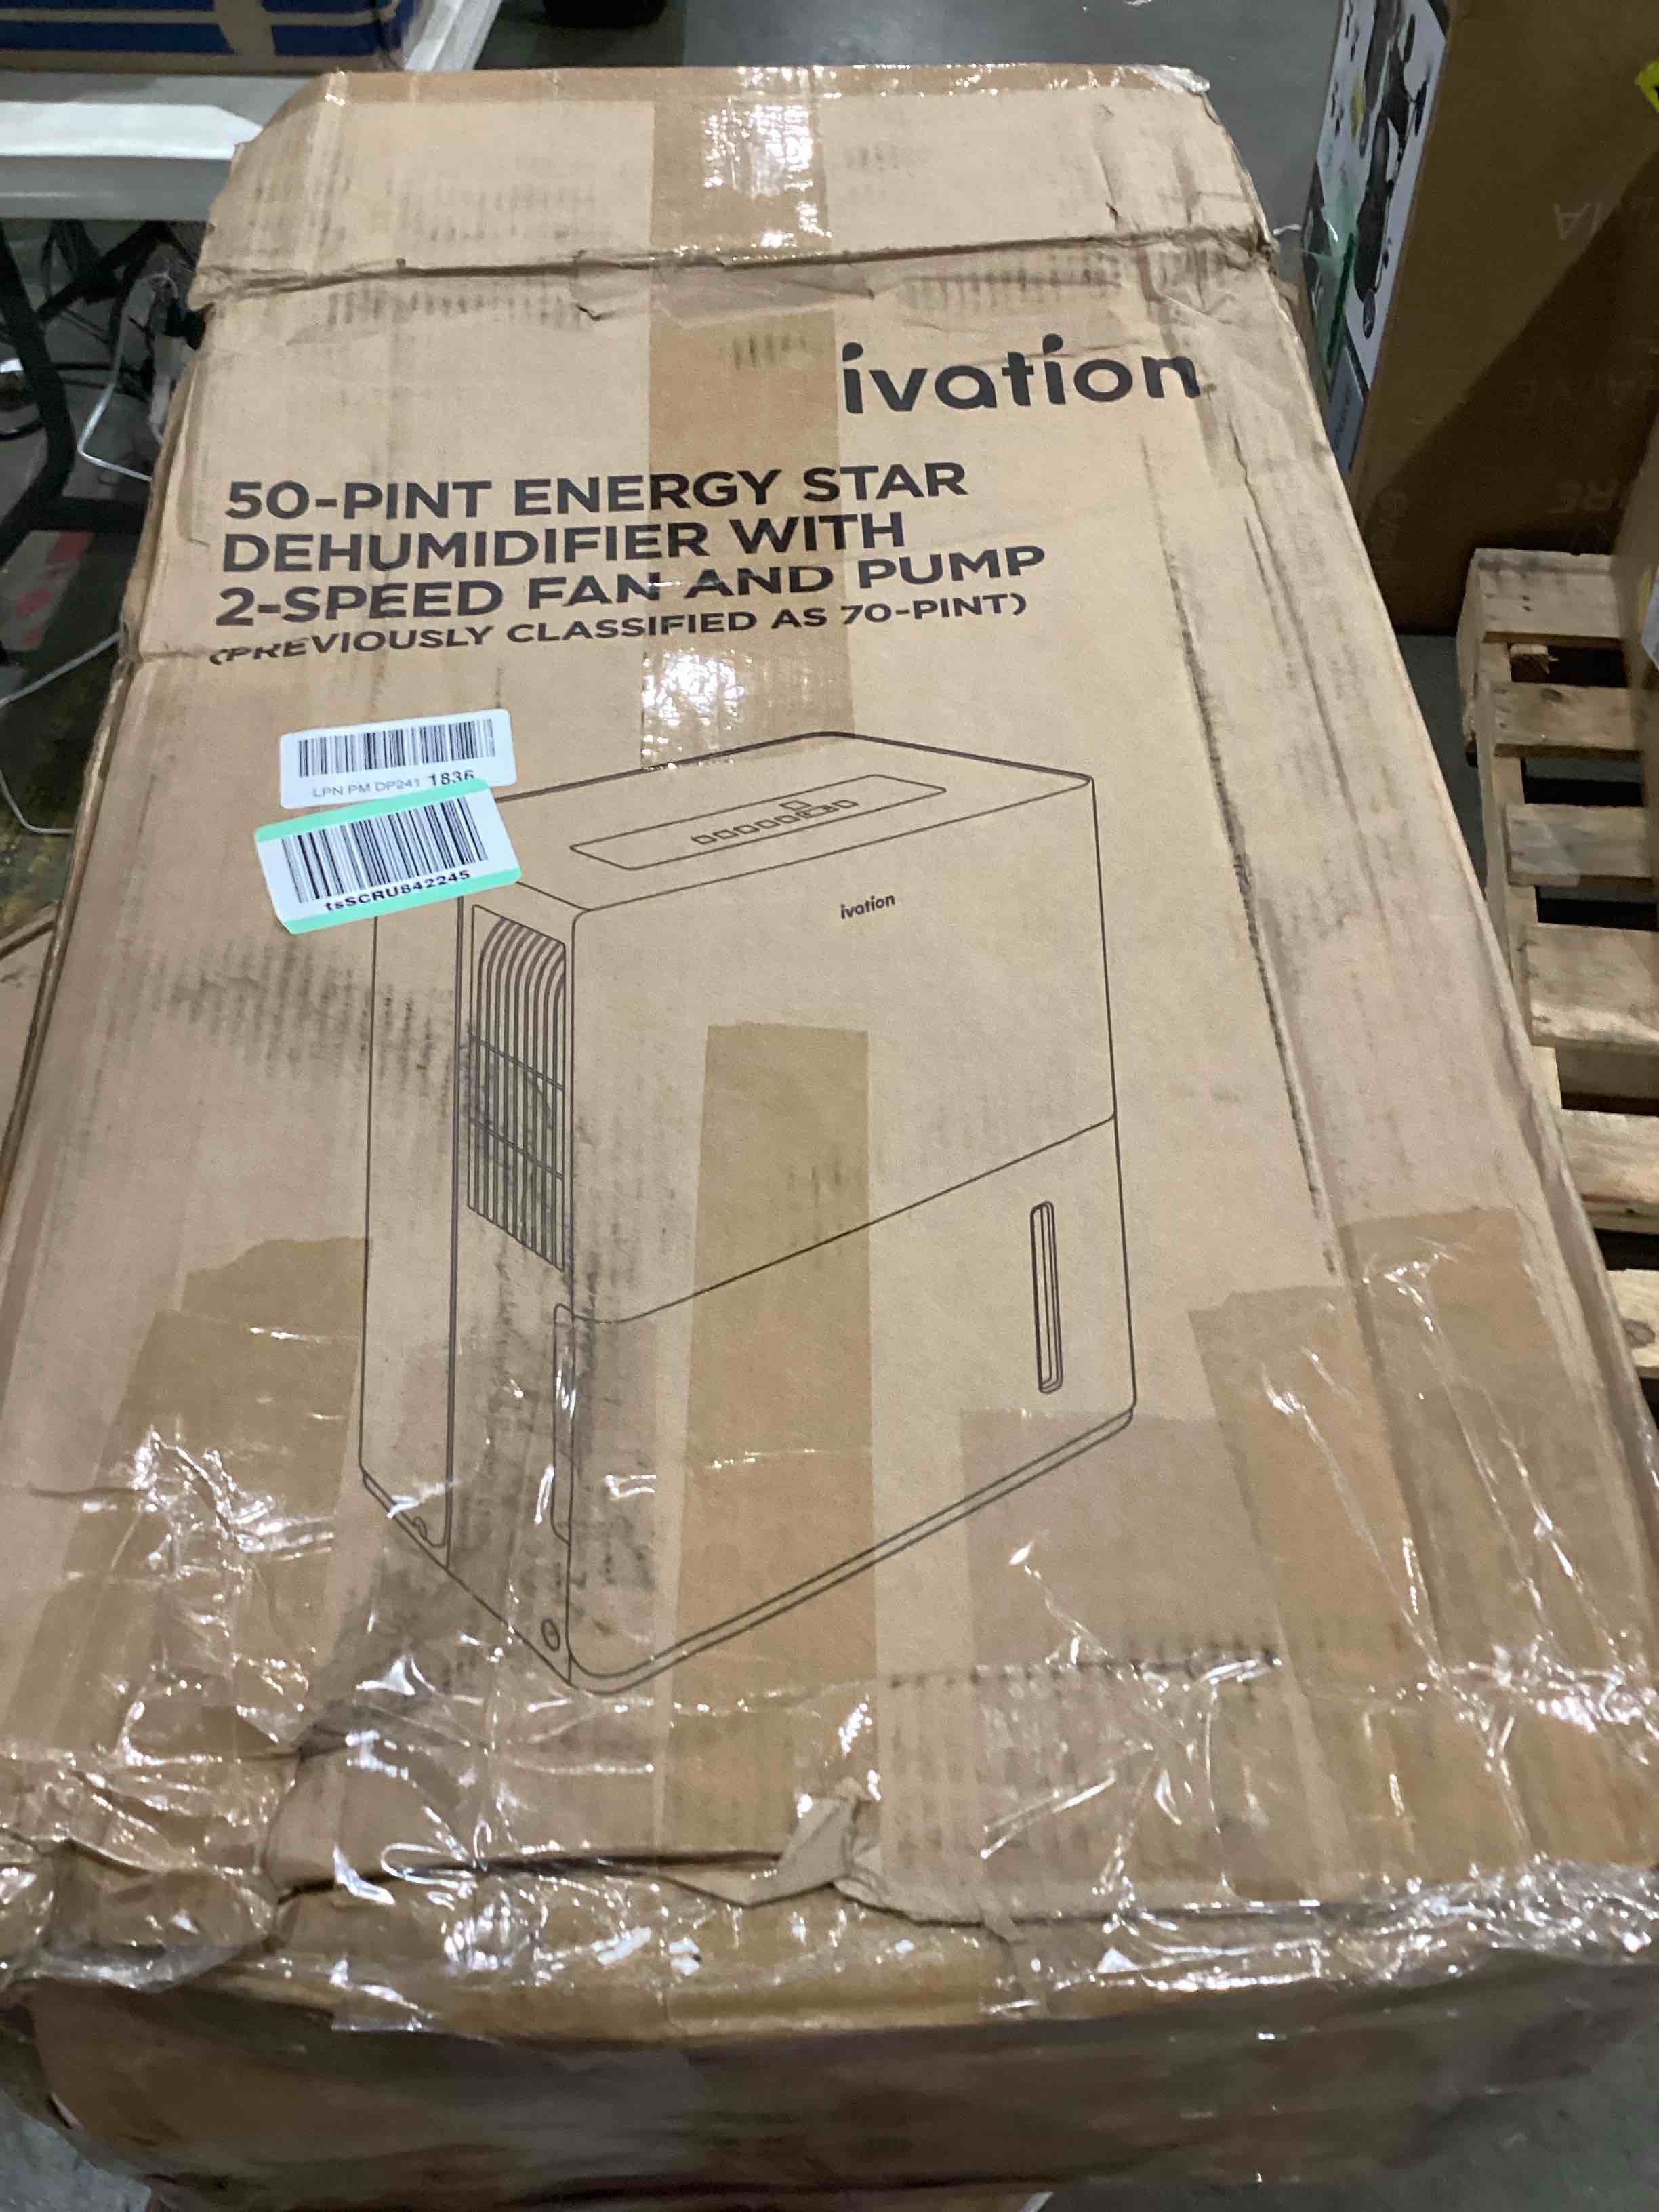 ivation
50-PINT ENERGY STAR
DEHUMIDIFIER WITH
2-SPEED FAN AND PUMP
(PREVIOUSLY CLASSIFIED AS 70-PINT)
LPN PM DP241 1836
tsSCRU842245
ivation